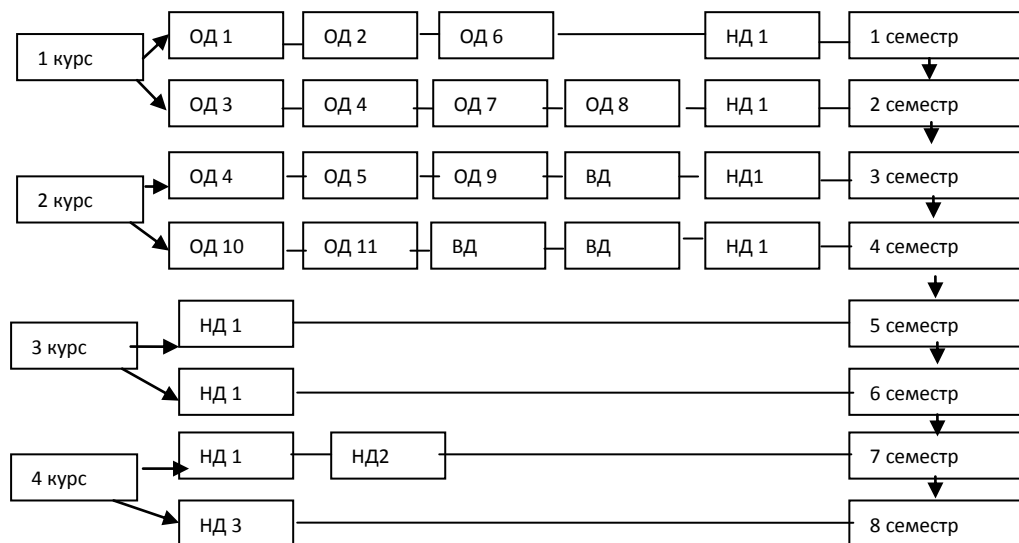 1 курс
ОД 1 ОД 2 ОД 6 НД 1 1 семестр
ОД 3 ОД 4 ОД 7 ОД 8 НД 1 2 семестр
2 курс
ОД 4 ОД 5 ОД 9 ВД НД1 3 семестр
ОД 10 ОД 11 ВД ВД НД 1 4 семестр
3 курс
НД 1 5 семестр
НД 1 6 семестр
4 курс
НД 1 НД2 7 семестр
НД 3 8 семестр